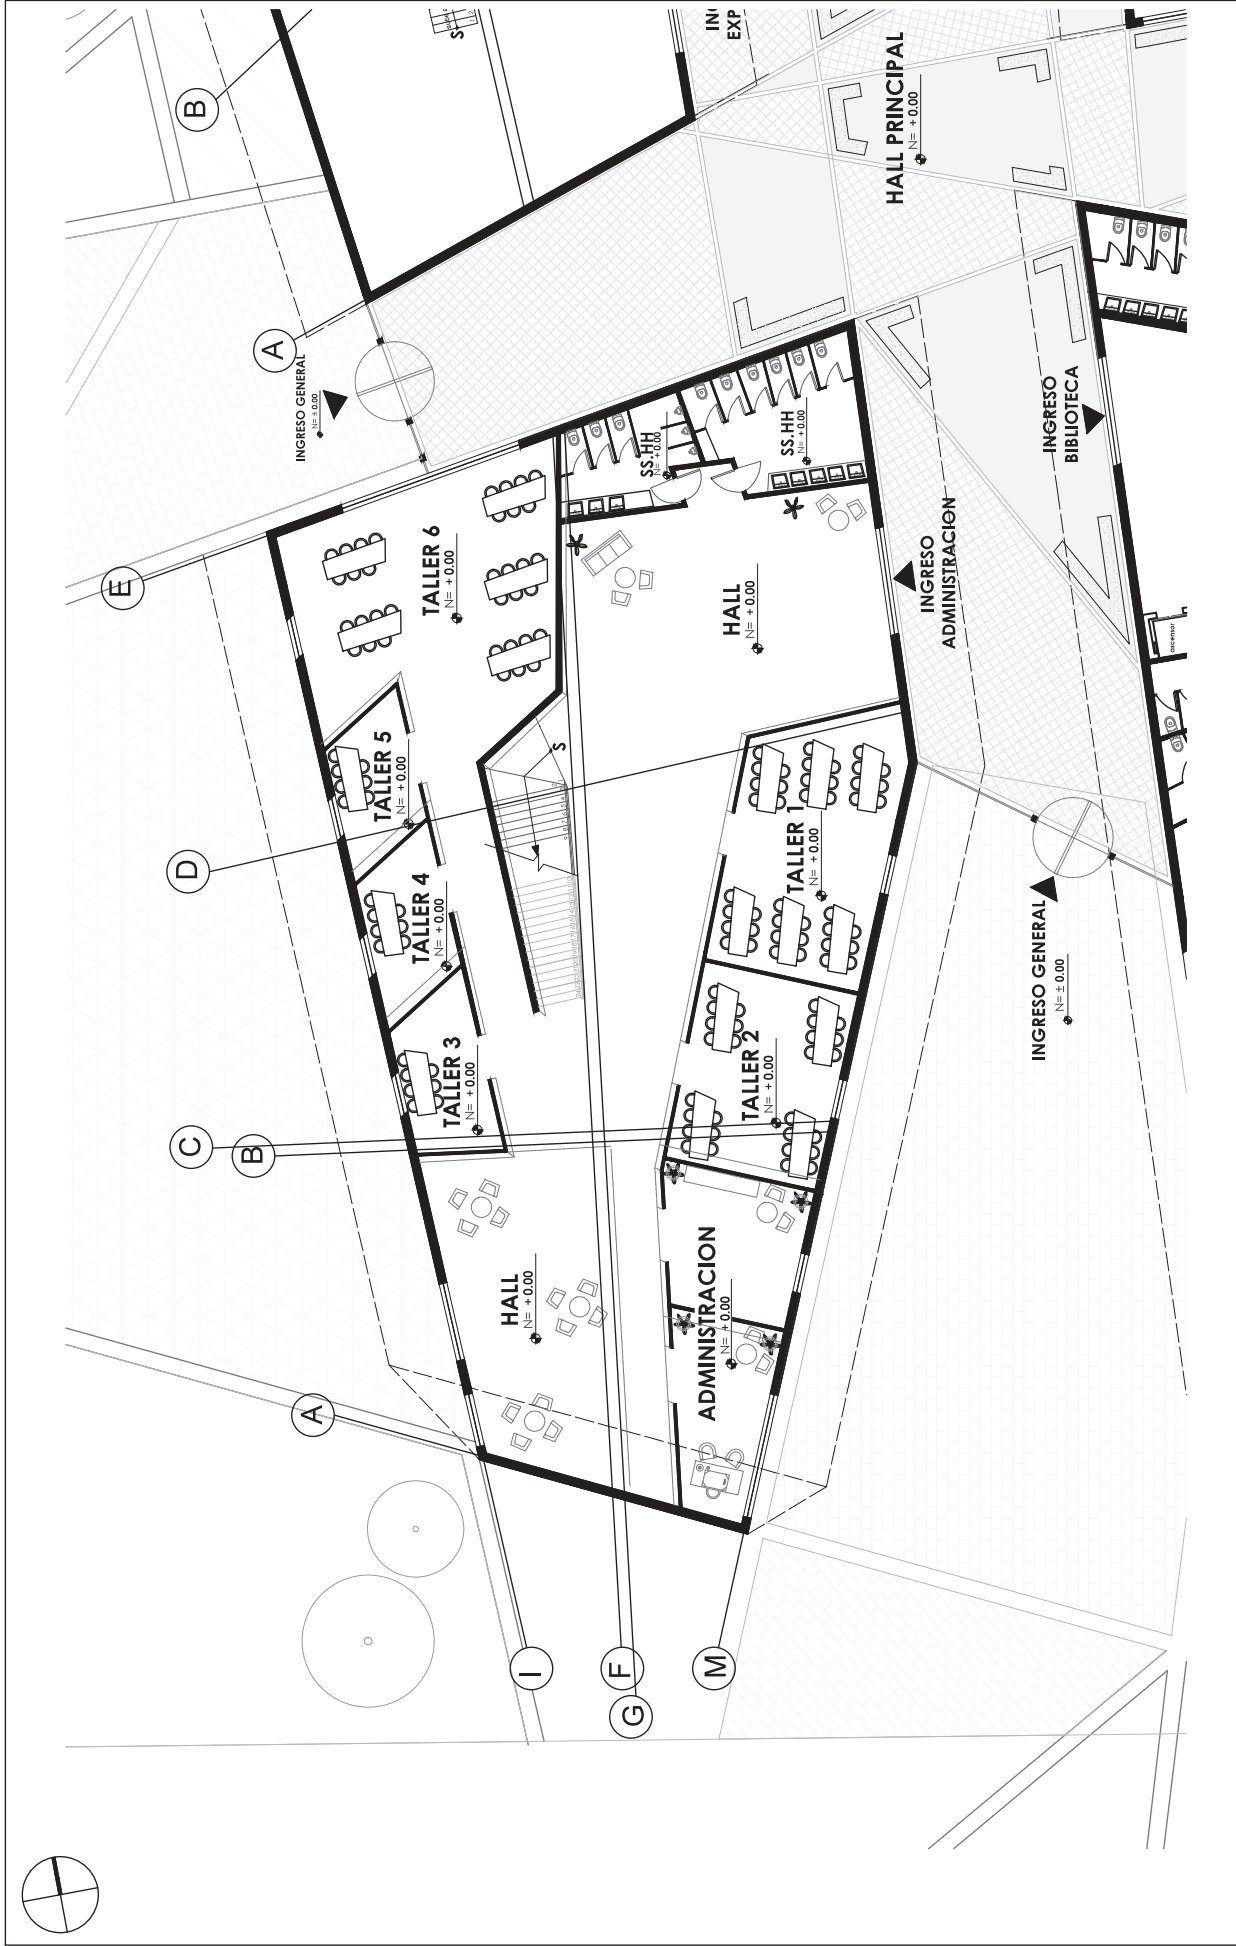 B
S
IN
EXP
HALL PRINCIPAL
N= + 0.00
A
INGRESO GENERAL
N= ± 0.00
INGRESO
BIBLIOTECA
SS.HH
N= + 0.00
SS.HH
N= + 0.00
E
TALLER 6
N= + 0.00
HALL
N= + 0.00
INGRESO
ADMINISTRACION
ascensor
TALLER 5
N= + 0.00
S
D
TALLER 4
N= + 0.00
TALLER 1
N= + 0.00
INGRESO GENERAL
N= ± 0.00
TALLER 3
N= + 0.00
TALLER 2
N= + 0.00
C
B
HALL
N= + 0.00
ADMINISTRACION
N= + 0.00
A
I
F
M
G